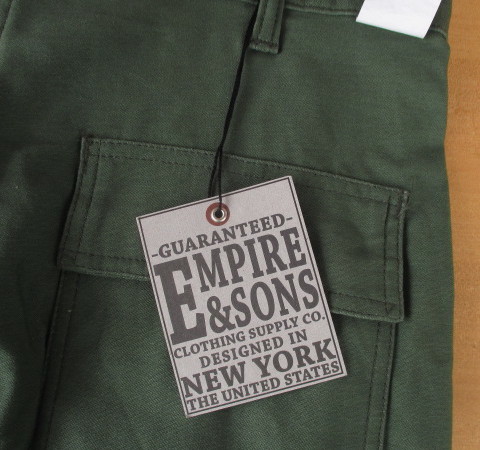 -GUARANTEED-
EMPIRE
&SONS
CLOTHING SUPPLY CO.
DESIGNED IN
NEW YORK
THE UNITED STATES